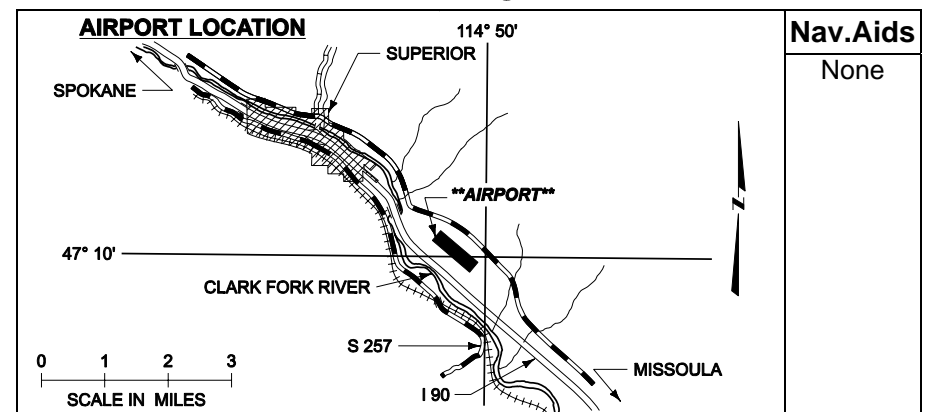 AIRPORT LOCATION
114° 50'
Nav.Aids
None
SUPERIOR
SPOKANE
**AIRPORT**
N
47° 10'
CLARK FORK RIVER
S 257
MISSOULA
I 90
0 1 2 3
SCALE IN MILES